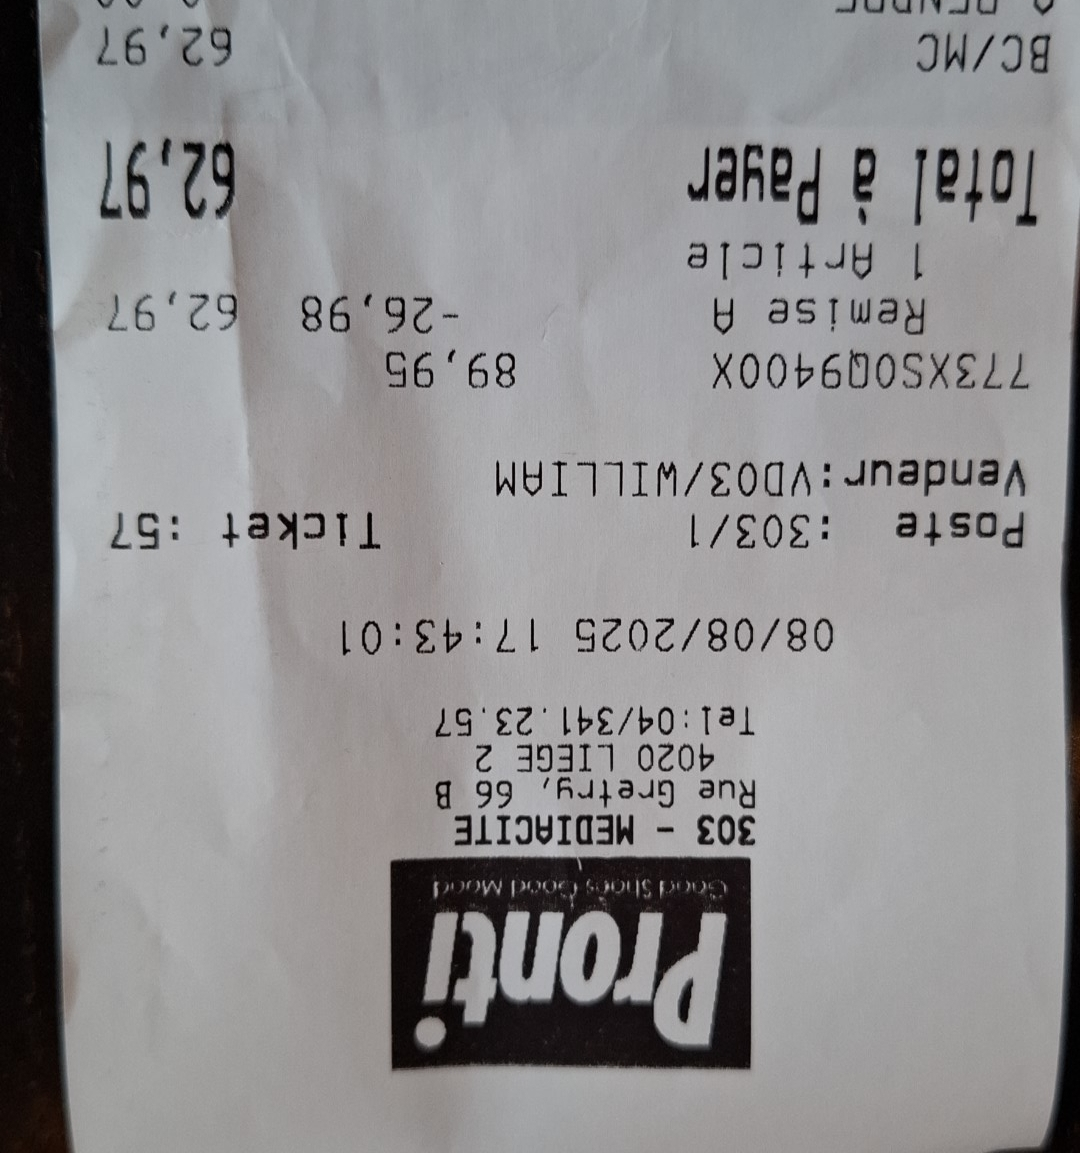 Pronti
Good Shoes Good Mood
303 - MEDIACITE
Rue Gretry, 66 B
4020 LIEGE 2
Tel:04/341.23.57
08/08/2025 17:43:01
Poste :303/1 Ticket :57
Vendeur:VD03/WILLIAM
773XSOQ9400X 89,95
Remise A -26,98 62,97
1 Article
Total à Payer 62,97
BC/MC 62,97